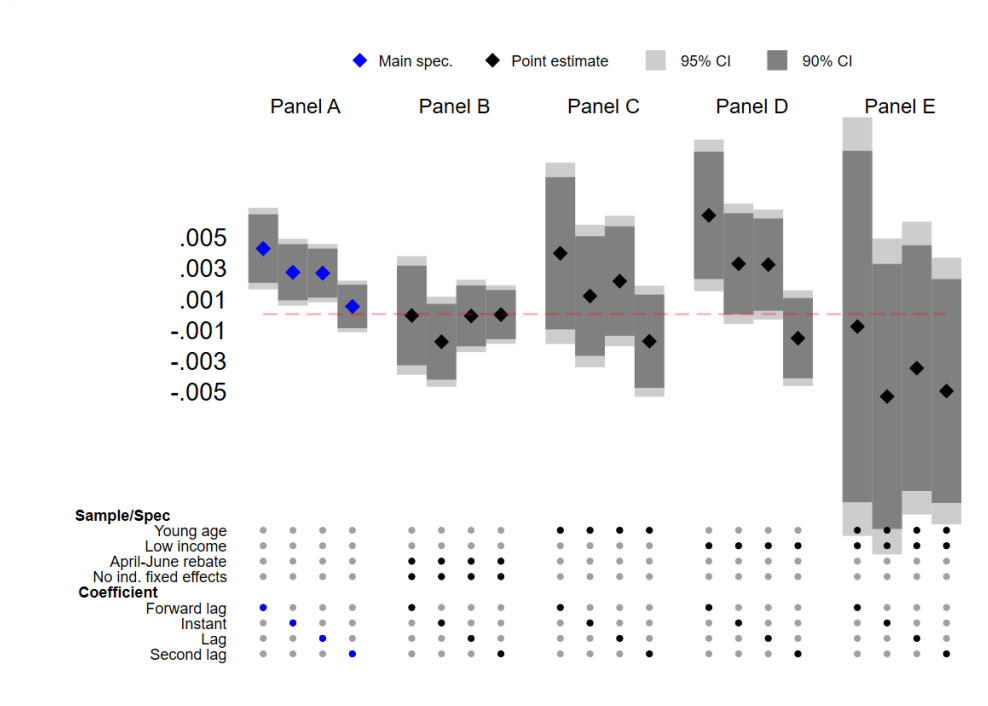 Main spec. Point estimate 95% CI 90% CI
Panel A Panel B Panel C Panel D Panel E
.005
.003
.001
-.001
-.003
-.005
Sample/Spec
Young age
Low income
April-June rebate
No ind. fixed effects
Coefficient
Forward lag
Instant
Lag
Second lag